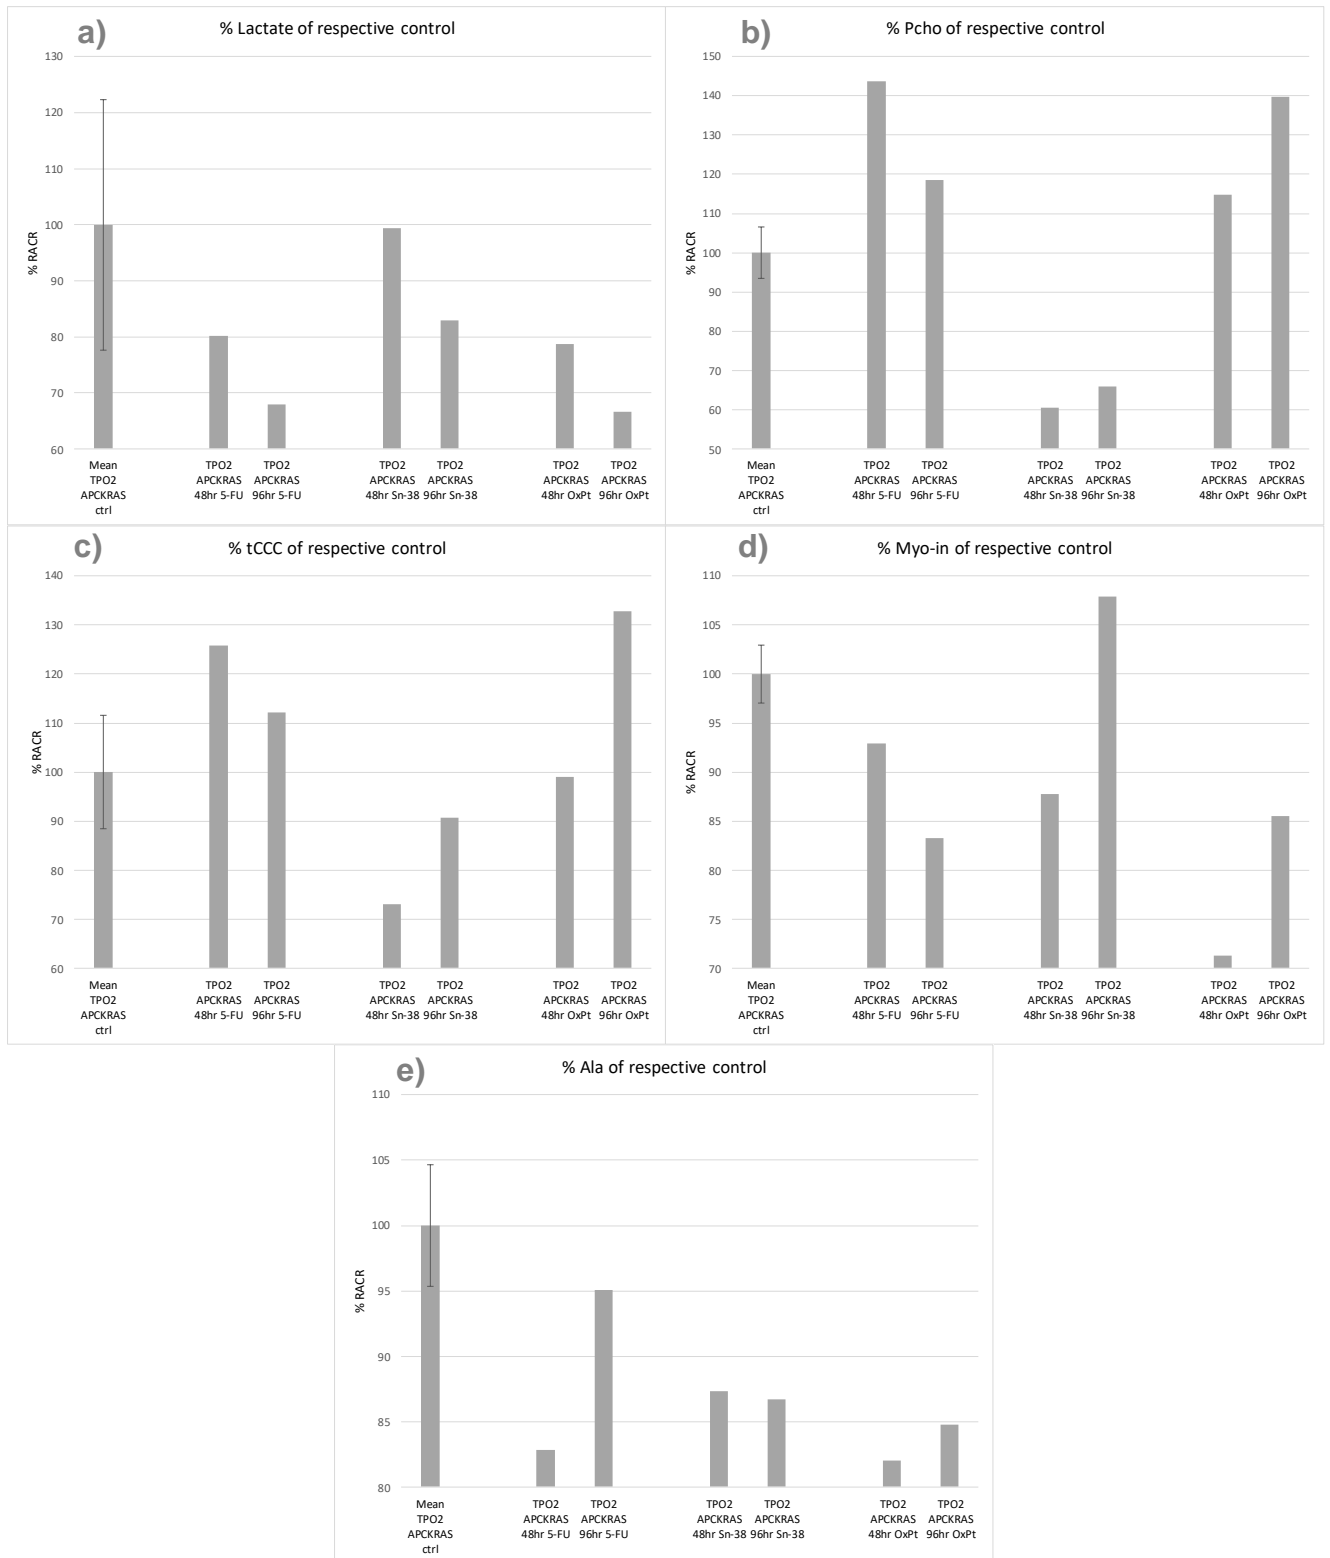 a)
% Lactate of respective control
130
120
110
100
90
80
70
60
% RACR
Mean
TPO2
APCKRAS
ctrl
TPO2
APCKRAS
48hr 5-FU
TPO2
APCKRAS
96hr 5-FU
TPO2
APCKRAS
48hr Sn-38
TPO2
APCKRAS
96hr Sn-38
TPO2
APCKRAS
48hr OxPt
TPO2
APCKRAS
96hr OxPt
b)
% Pcho of respective control
150
140
130
120
110
100
90
80
70
60
50
% RACR
Mean
TPO2
APCKRAS
ctrl
TPO2
APCKRAS
48hr 5-FU
TPO2
APCKRAS
96hr 5-FU
TPO2
APCKRAS
48hr Sn-38
TPO2
APCKRAS
96hr Sn-38
TPO2
APCKRAS
48hr OxPt
TPO2
APCKRAS
96hr OxPt
c)
% tCCC of respective control
140
130
120
110
100
90
80
70
60
% RACR
Mean
TPO2
APCKRAS
ctrl
TPO2
APCKRAS
48hr 5-FU
TPO2
APCKRAS
96hr 5-FU
TPO2
APCKRAS
48hr Sn-38
TPO2
APCKRAS
96hr Sn-38
TPO2
APCKRAS
48hr OxPt
TPO2
APCKRAS
96hr OxPt
d)
% Myo-in of respective control
110
105
100
95
90
85
80
75
70
% RACR
Mean
TPO2
APCKRAS
ctrl
TPO2
APCKRAS
48hr 5-FU
TPO2
APCKRAS
96hr 5-FU
TPO2
APCKRAS
48hr Sn-38
TPO2
APCKRAS
96hr Sn-38
TPO2
APCKRAS
48hr OxPt
TPO2
APCKRAS
96hr OxPt
e)
% Ala of respective control
110
105
100
95
90
85
80
% RACR
Mean
TPO2
APCKRAS
ctrl
TPO2
APCKRAS
48hr 5-FU
TPO2
APCKRAS
96hr 5-FU
TPO2
APCKRAS
48hr Sn-38
TPO2
APCKRAS
96hr Sn-38
TPO2
APCKRAS
48hr OxPt
TPO2
APCKRAS
96hr OxPt